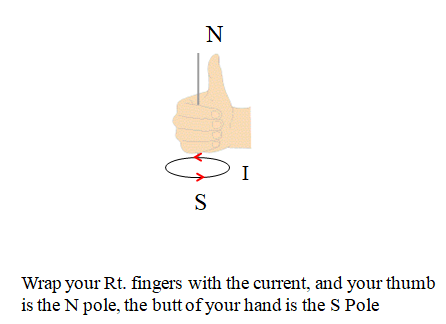 N
I
S
Wrap your Rt. fingers with the current, and your thumb
is the N pole, the butt of your hand is the S Pole